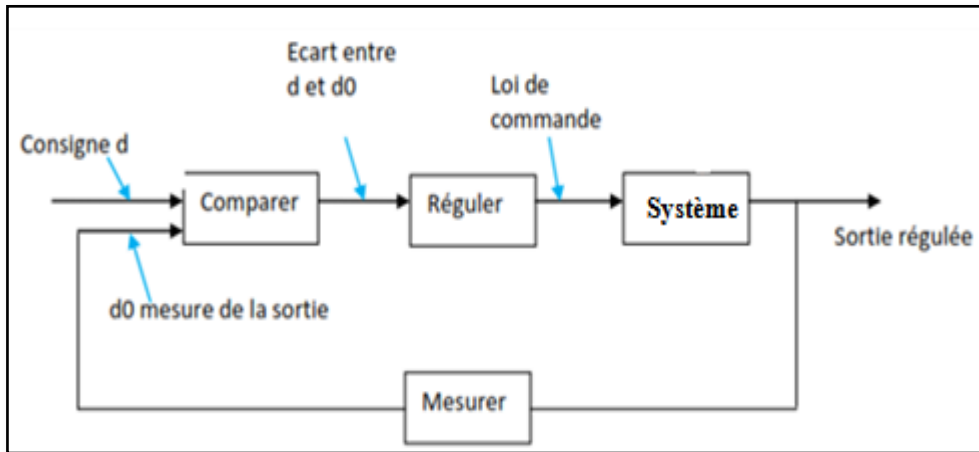 Ecart entre
d et d0
Loi de
commande
Consigne d
Comparer
Réguler
Système
Sortie régulée
d0 mesure de la sortie
Mesurer